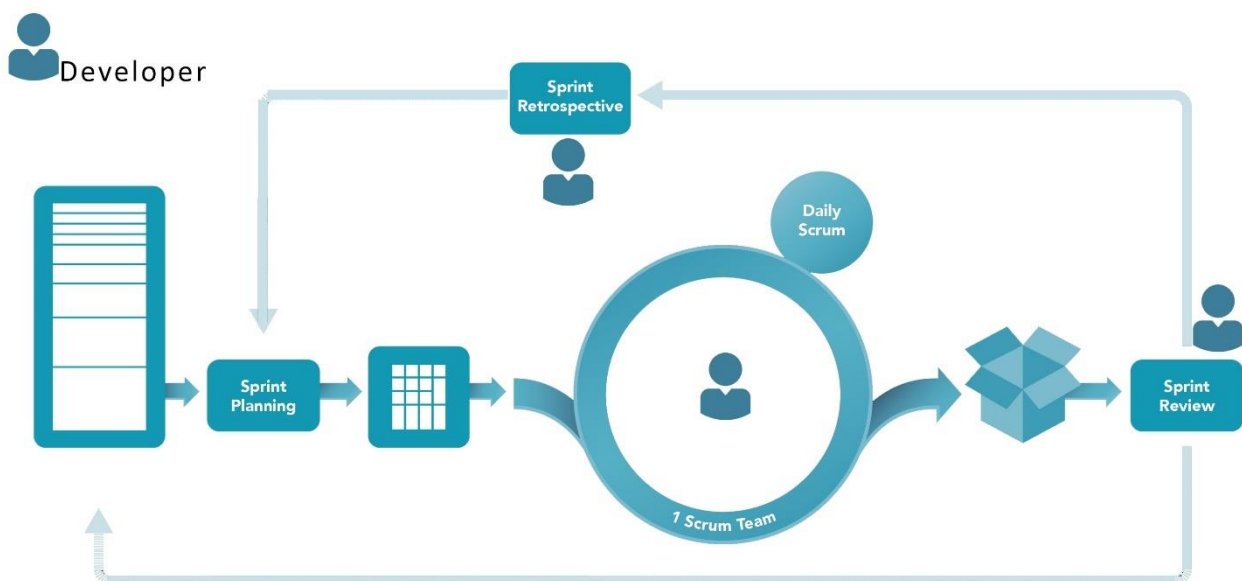 Developer
Sprint
Retrospective
Daily
Scrum
Sprint
Planning
1 Scrum Team
Sprint
Review